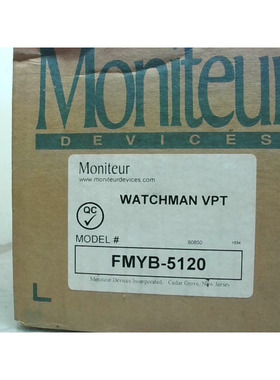 Moniteur
DEVICES
Moniteur
www.moniteurdevices.com
WATCHMAN VPT
QC
MODEL #
80800
FMYB-5120
Moniteur Devices Incorporated, Cedar Grove, New Jersey
L